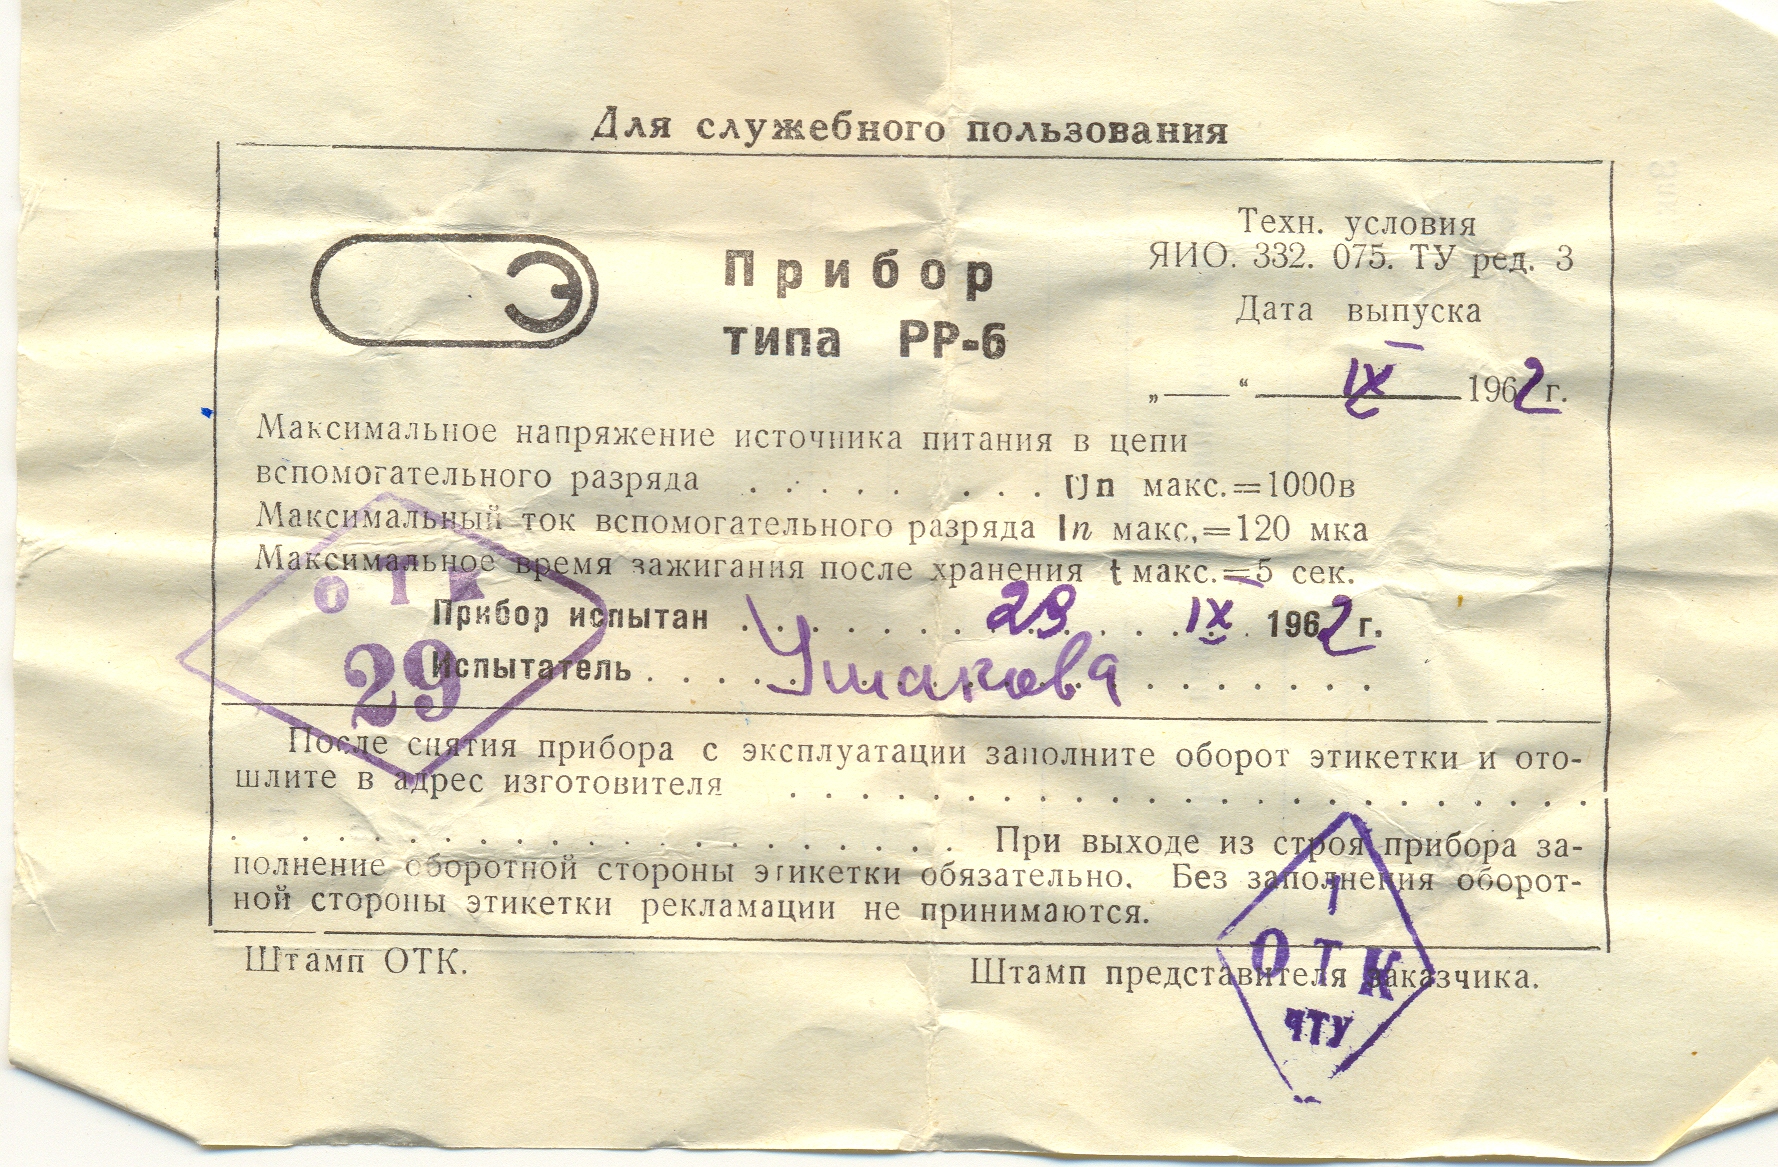 Для служебного пользования
Э
Прибор
типа РР-6
Техн. условия
ЯИО. 332. 075. ТУ ред. 3
Дата выпуска
„——“ IX 1962 г.
Максимальное напряжение источника питания в цепи
вспомогательного разряда . . . . . . . . . Uп макс.=1000в
Максимальный ток вспомогательного разряда Iп макс.=120 мка
Максимальное время зажигания после хранения t макс.=5 сек.
Прибор испытан . . . . . . . 29 . . . IX . 1962 г.
Испытатель . . . . Ушакова . . . . . . .
ОТК
29
После снятия прибора с эксплуатации заполните оборот этикетки и ото-
шлите в адрес изготовителя . . . . . . . . . . . . . . . . . . . . . . .
. . . . . . . . . . . . . . . . . . . . . При выходе из строя прибора за-
полнение оборотной стороны этикетки обязательно. Без заполнения оборот-
ной стороны этикетки рекламации не принимаются.
Штамп ОТК.
Штамп представителя заказчика.
1
ОТК
ЧТУ